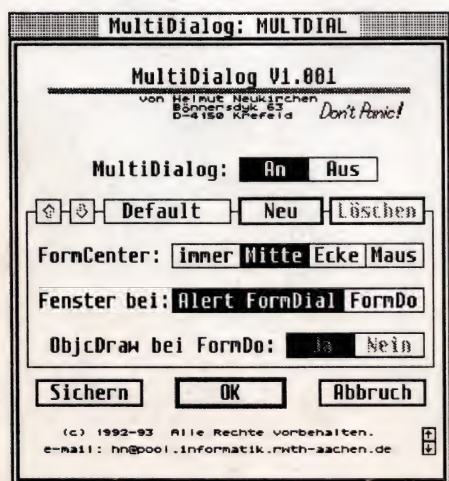 MultiDialog: MULTDIAL
MultiDialog V1.001
von Helmut Neukirchen
Bönnersdyk 63
D-4150 Krefeld
Don't Panic!
MultiDialog: An Aus
Default Neu Löschen
FormCenter: immer Mitte Ecke Maus
Fenster bei: Alert FormDial FormDo
ObjcDraw bei FormDo: Ja Nein
Sichern OK Abbruch
(c) 1992-93 Alle Rechte vorbehalten.
e-mail: hn@pool.informatik.rwth-aachen.de